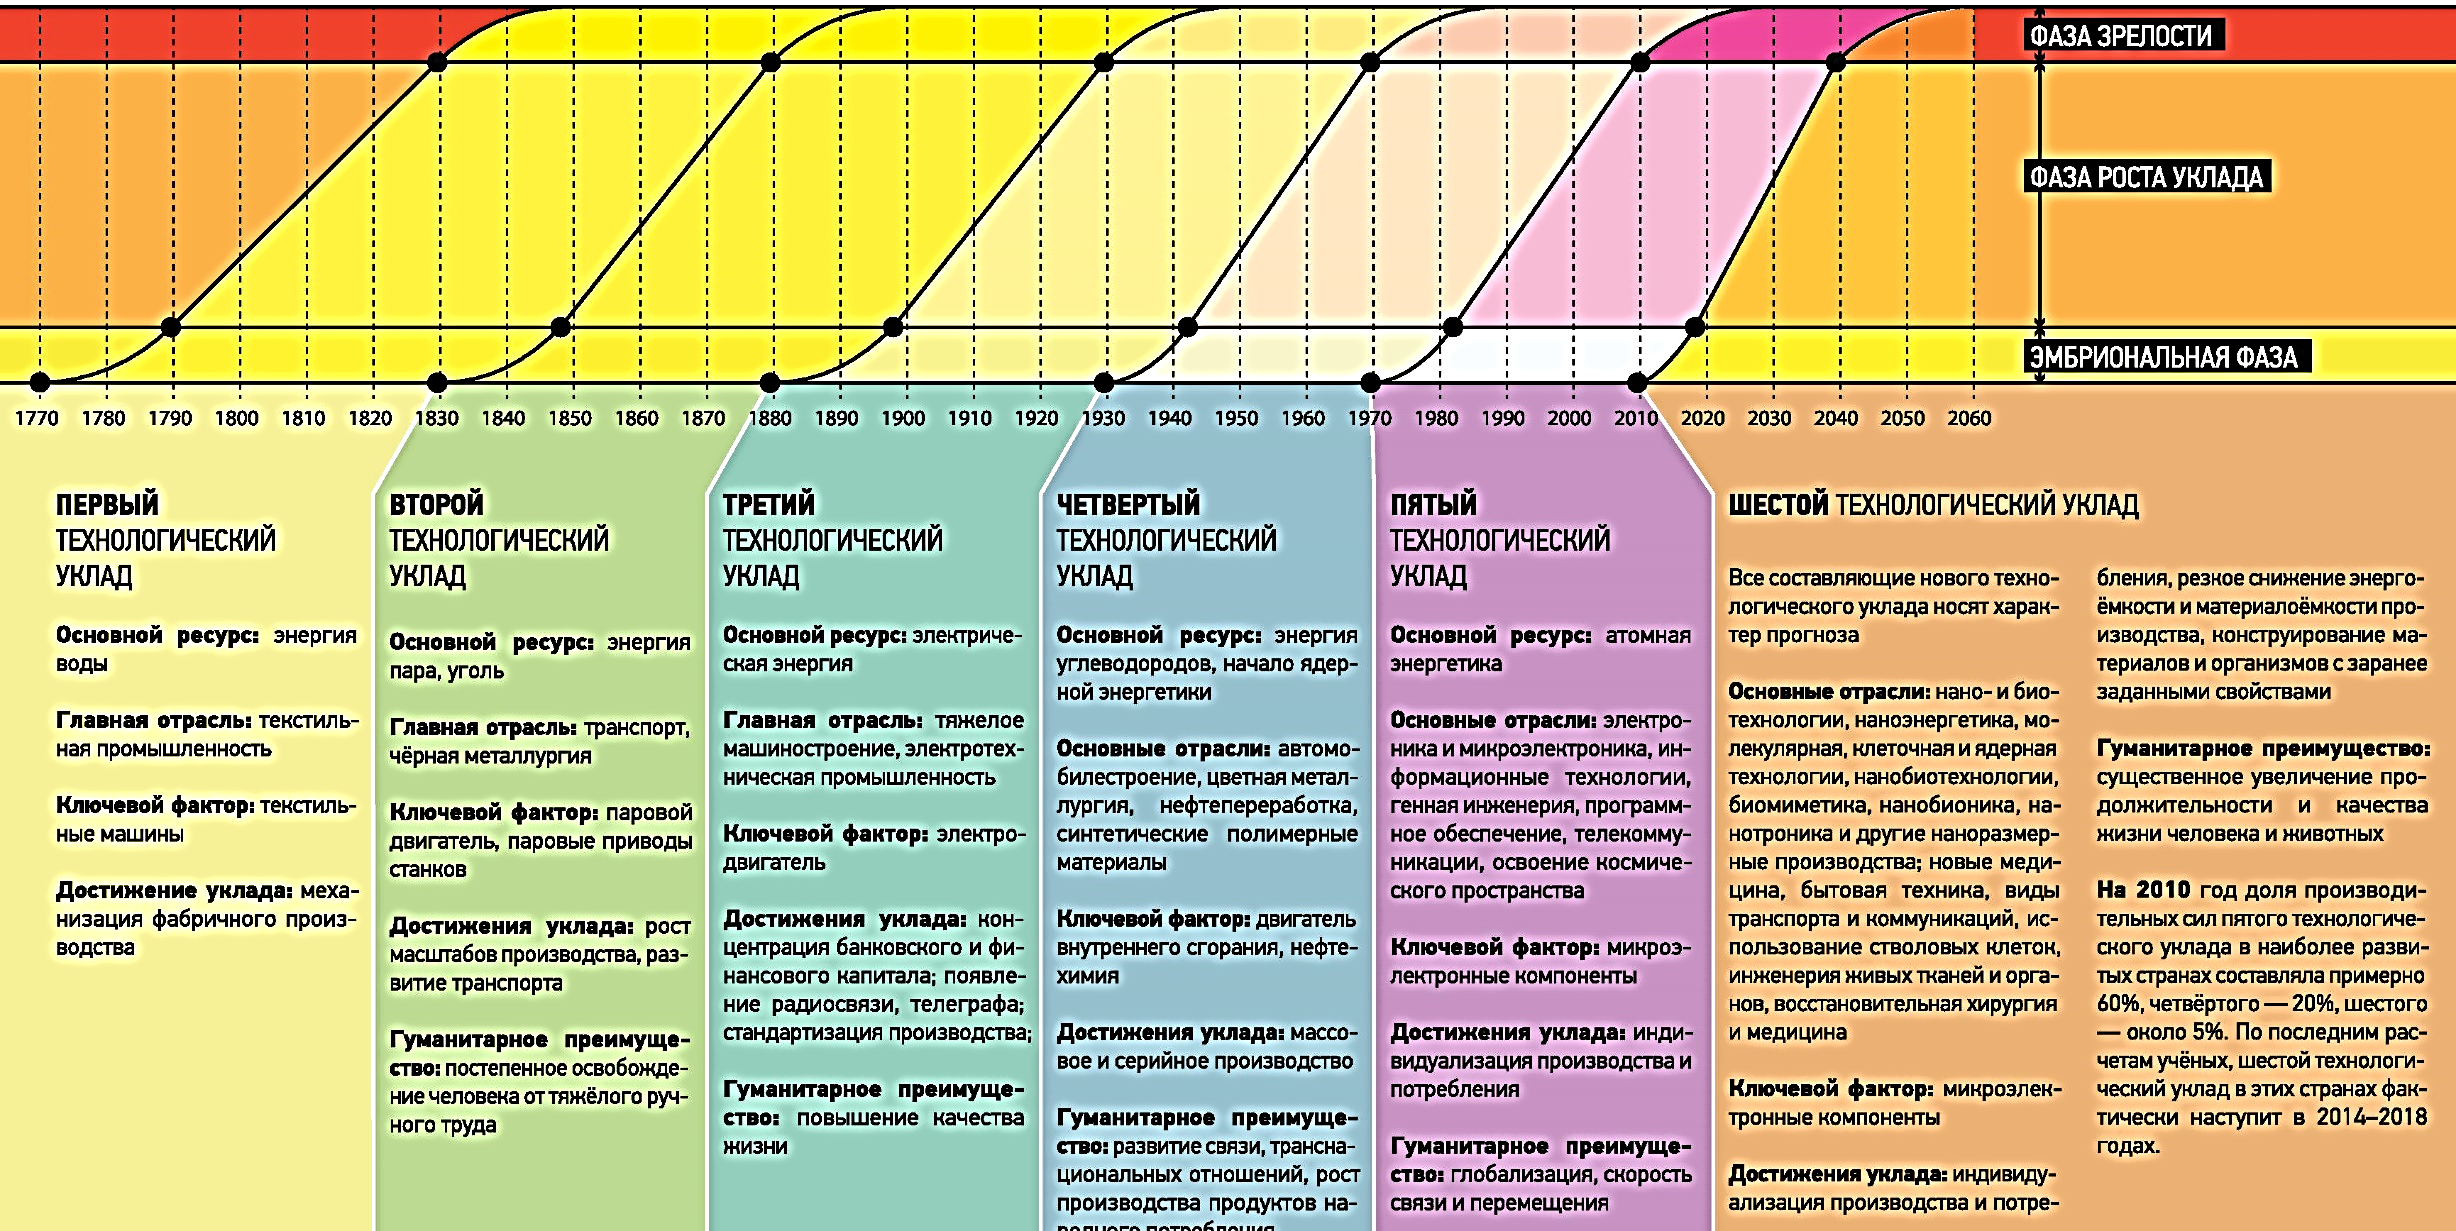 ФАЗА ЗРЕЛОСТИ
ФАЗА РОСТА УКЛАДА
ЭМБРИОНАЛЬНАЯ ФАЗА
1770 1780 1790 1800 1810 1820 1830 1840 1850 1860 1870 1880 1890 1900 1910 1920 1930 1940 1950 1960 1970 1980 1990 2000 2010 2020 2030 2040 2050 2060
ПЕРВЫЙ
ТЕХНОЛОГИЧЕСКИЙ
УКЛАД
Основной ресурс: энергия
воды
Главная отрасль: текстиль-
ная промышленность
Ключевой фактор: текстиль-
ные машины
Достижение уклада: меха-
низация фабричного произ-
водства
ВТОРОЙ
ТЕХНОЛОГИЧЕСКИЙ
УКЛАД
Основной ресурс: энергия
пара, уголь
Главная отрасль: транспорт,
чёрная металлургия
Ключевой фактор: паровой
двигатель, паровые приводы
станков
Достижения уклада: рост
масштабов производства, раз-
витие транспорта
Гуманитарное преимуще-
ство: постепенное освобожде-
ние человека от тяжёлого руч-
ного труда
ТРЕТИЙ
ТЕХНОЛОГИЧЕСКИЙ
УКЛАД
Основной ресурс: электриче-
ская энергия
Главная отрасль: тяжелое
машиностроение, электротех-
ническая промышленность
Ключевой фактор: электро-
двигатель
Достижения уклада: кон-
центрация банковского и фи-
нансового капитала; появле-
ние радиосвязи, телеграфа;
стандартизация производства;
Гуманитарное преимуще-
ство: повышение качества
жизни
ЧЕТВЕРТЫЙ
ТЕХНОЛОГИЧЕСКИЙ
УКЛАД
Основной ресурс: энергия
углеводородов, начало ядер-
ной энергетики
Основные отрасли: автомо-
билестроение, цветная метал-
лургия, нефтепереработка,
синтетические полимерные
материалы
Ключевой фактор: двигатель
внутреннего сгорания, нефте-
химия
Достижения уклада: массо-
вое и серийное производство
Гуманитарное преимуще-
ство: развитие связи, трансна-
циональных отношений, рост
производства продуктов на-
родного потребления
ПЯТЫЙ
ТЕХНОЛОГИЧЕСКИЙ
УКЛАД
Основной ресурс: атомная
энергетика
Основные отрасли: электро-
ника и микроэлектроника, ин-
формационные технологии,
генная инженерия, программ-
ное обеспечение, телекомму-
никации, освоение космиче-
ского пространства
Ключевой фактор: микроэ-
лектронные компоненты
Достижения уклада: инди-
видуализация производства и
потребления
Гуманитарное преимуще-
ство: глобализация, скорость
связи и перемещения
ШЕСТОЙ ТЕХНОЛОГИЧЕСКИЙ УКЛАД
Все составляющие нового техно-
логического уклада носят харак-
тер прогноза
Основные отрасли: нано- и био-
технологии, наноэнергетика, мо-
лекулярная, клеточная и ядерная
технологии, нанобиотехнологии,
биомиметика, нанобионика, на-
нотроника и другие наноразмер-
ные производства; новые меди-
цина, бытовая техника, виды
транспорта и коммуникаций, ис-
пользование стволовых клеток,
инженерия живых тканей и орга-
нов, восстановительная хирургия
и медицина
Ключевой фактор: микроэлек-
тронные компоненты
Достижения уклада: индивиду-
ализация производства и потре-
бления, резкое снижение энерго-
ёмкости и материалоёмкости про-
изводства, конструирование ма-
териалов и организмов с заранее
заданными свойствами
Гуманитарное преимущество:
существенное увеличение про-
должительности и качества
жизни человека и животных
На 2010 год доля производи-
тельных сил пятого технологиче-
ского уклада в наиболее разви-
тых странах составляла примерно
60%, четвёртого — 20%, шестого
— около 5%. По последним рас-
четам учёных, шестой технологи-
ческий уклад в этих странах фак-
тически наступит в 2014–2018
годах.